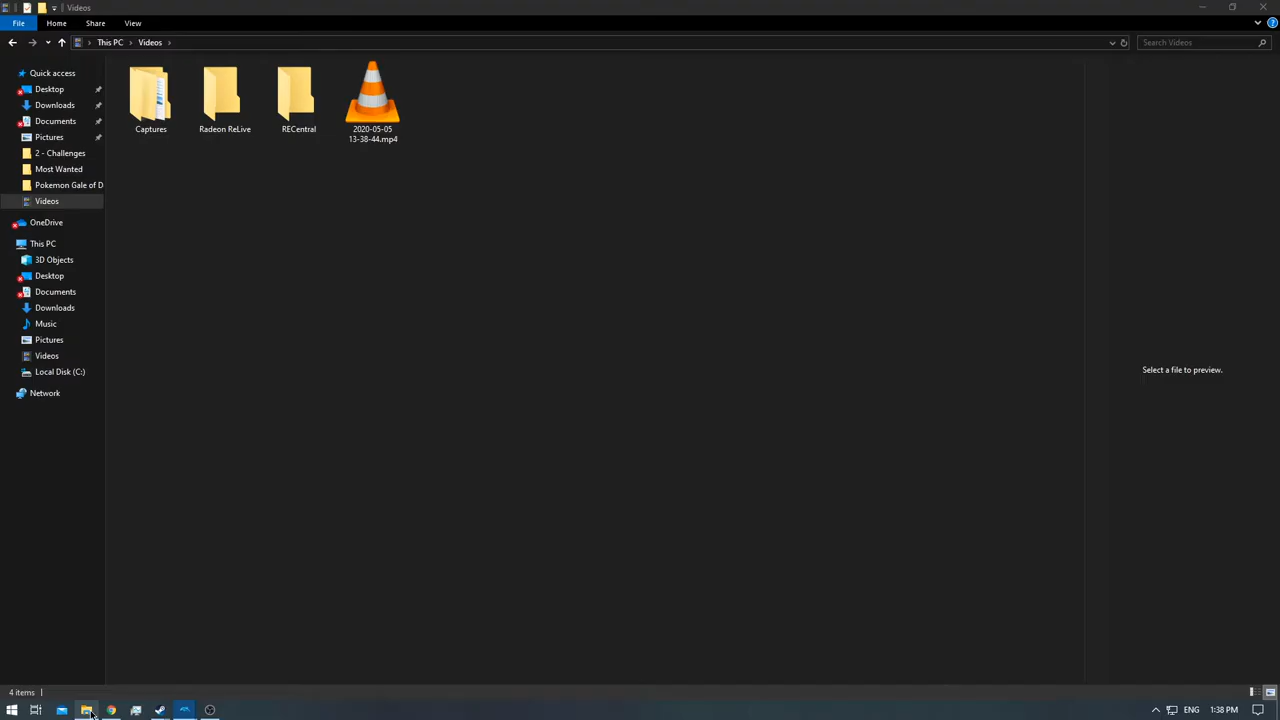 Videos
File Home Share View
This PC Videos Search Videos
Quick access
Desktop
Downloads
Documents
Pictures
2 - Challenges
Most Wanted
Pokemon Gale of D
Videos
OneDrive
This PC
3D Objects
Desktop
Documents
Downloads
Music
Pictures
Videos
Local Disk (C:)
Network
Captures
Radeon ReLive
RECentral
2020-05-05
13-38-44.mp4
Select a file to preview.
4 items
ENG 1:38 PM